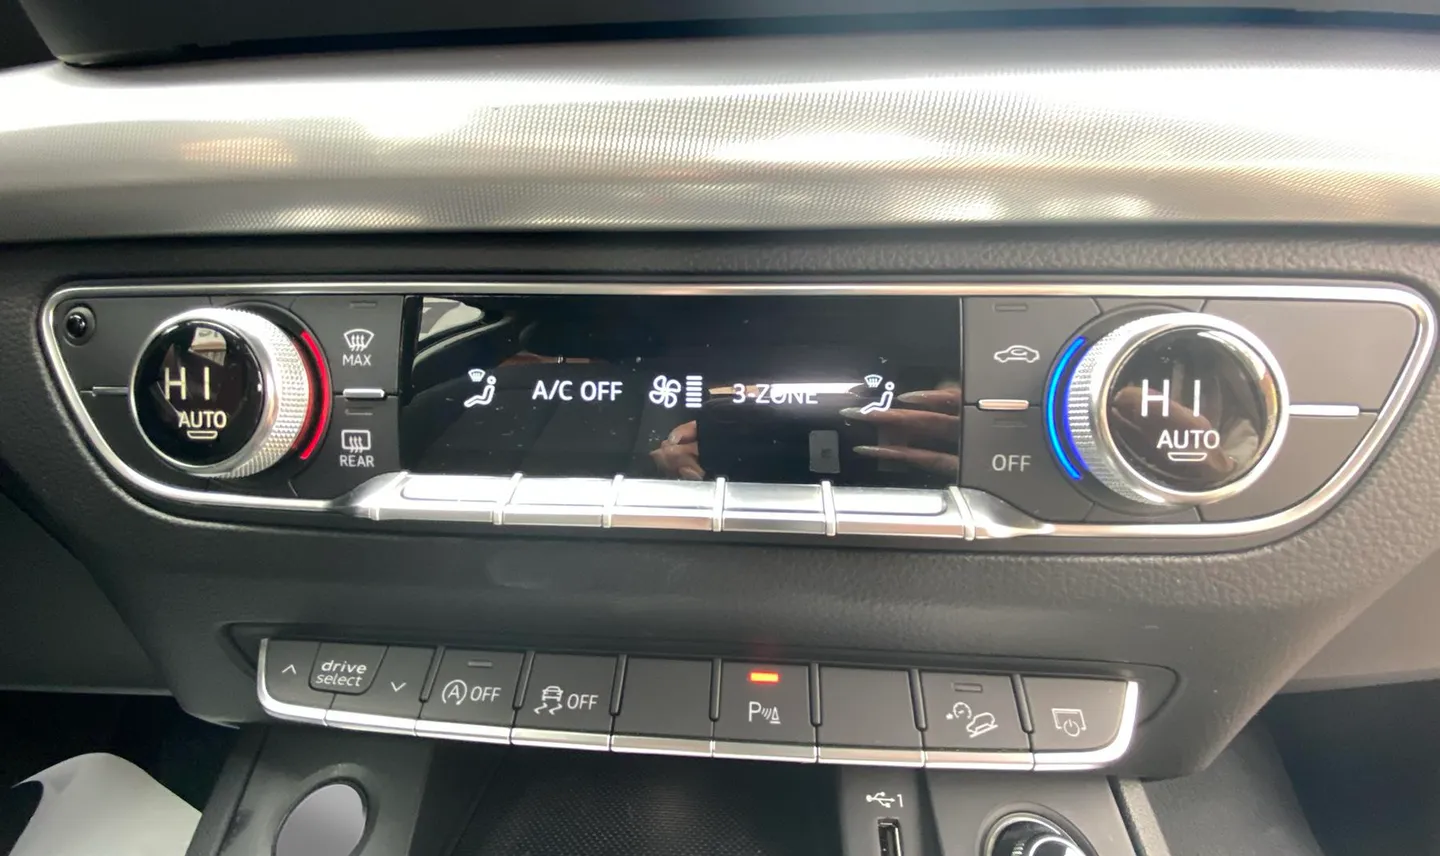 HI
AUTO
MAX
REAR
A/C OFF
3-ZONE
OFF
HI
AUTO
drive
select
A OFF
OFF
P
1